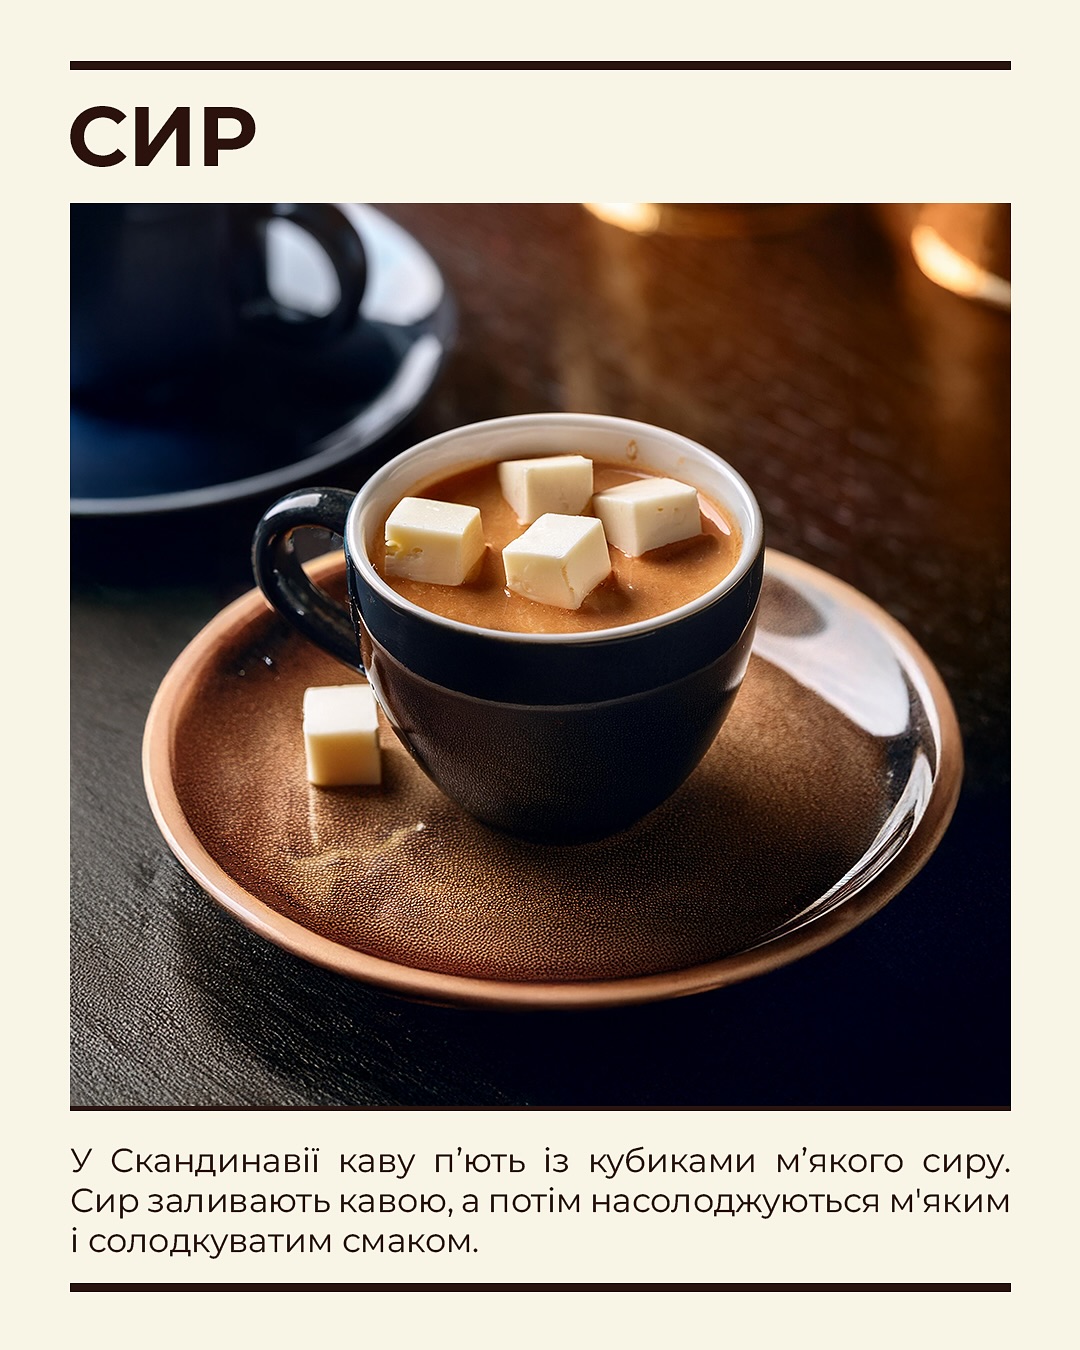 СИР
У Скандинавії каву п’ють із кубиками м’якого сиру.
Сир заливають кавою, а потім насолоджуються м'яким
і солодкуватим смаком.